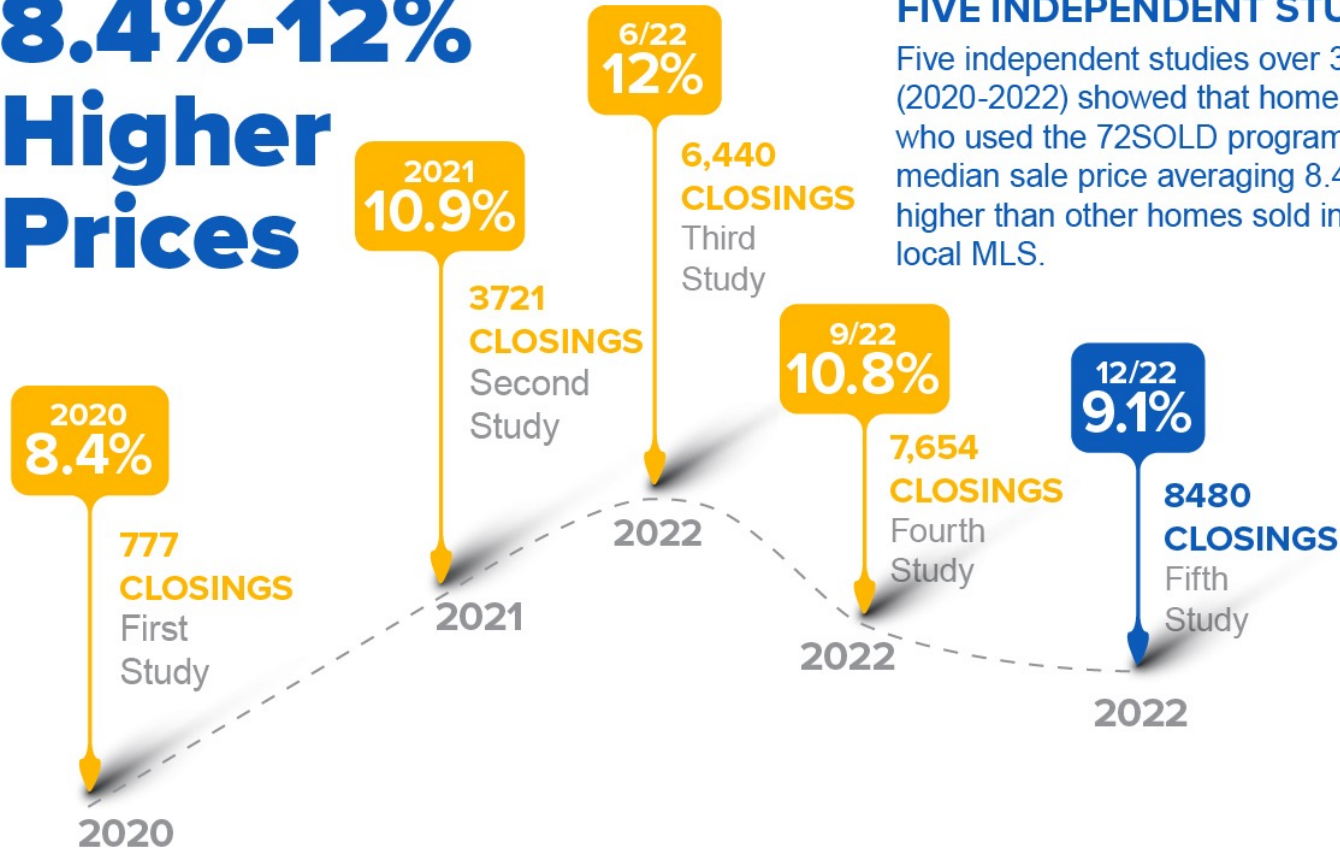 8.4%-12%
Higher
Prices
FIVE INDEPENDENT
Five independent studies over
(2020-2022) showed that
who used the 72SOLD program
median sale price averaging
higher than other homes sold in
local MLS.
6/22
12%
6,440
CLOSINGS
Third
Study
2021
10.9%
3721
CLOSINGS
Second
Study
9/22
10.8%
7,654
CLOSINGS
Fourth
Study
12/22
9.1%
8480
CLOSINGS
Fifth
Study
2020
8.4%
777
CLOSINGS
First
Study
2022
2021
2022
2022
2020